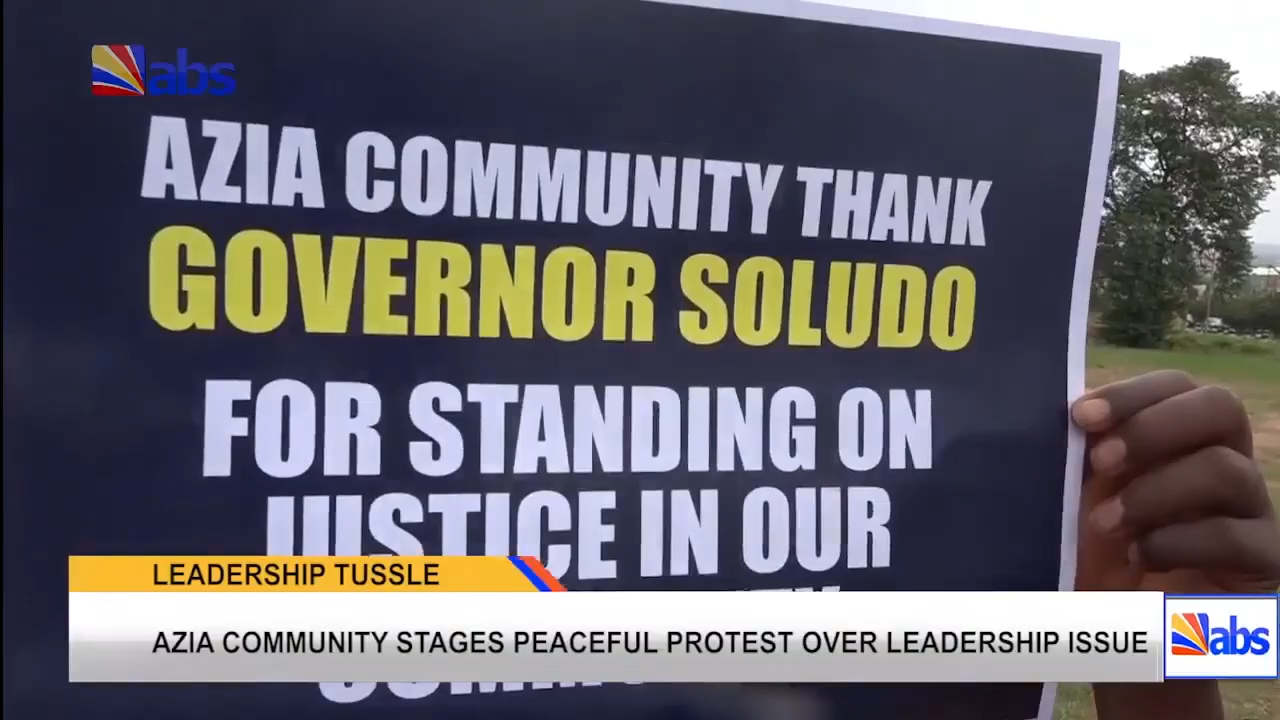 abs
AZIA COMMUNITY THANK
GOVERNOR SOLUDO
FOR STANDING ON
JUSTICE IN OUR
LEADERSHIP TUSSLE
AZIA COMMUNITY STAGES PEACEFUL PROTEST OVER LEADERSHIP ISSUE
abs